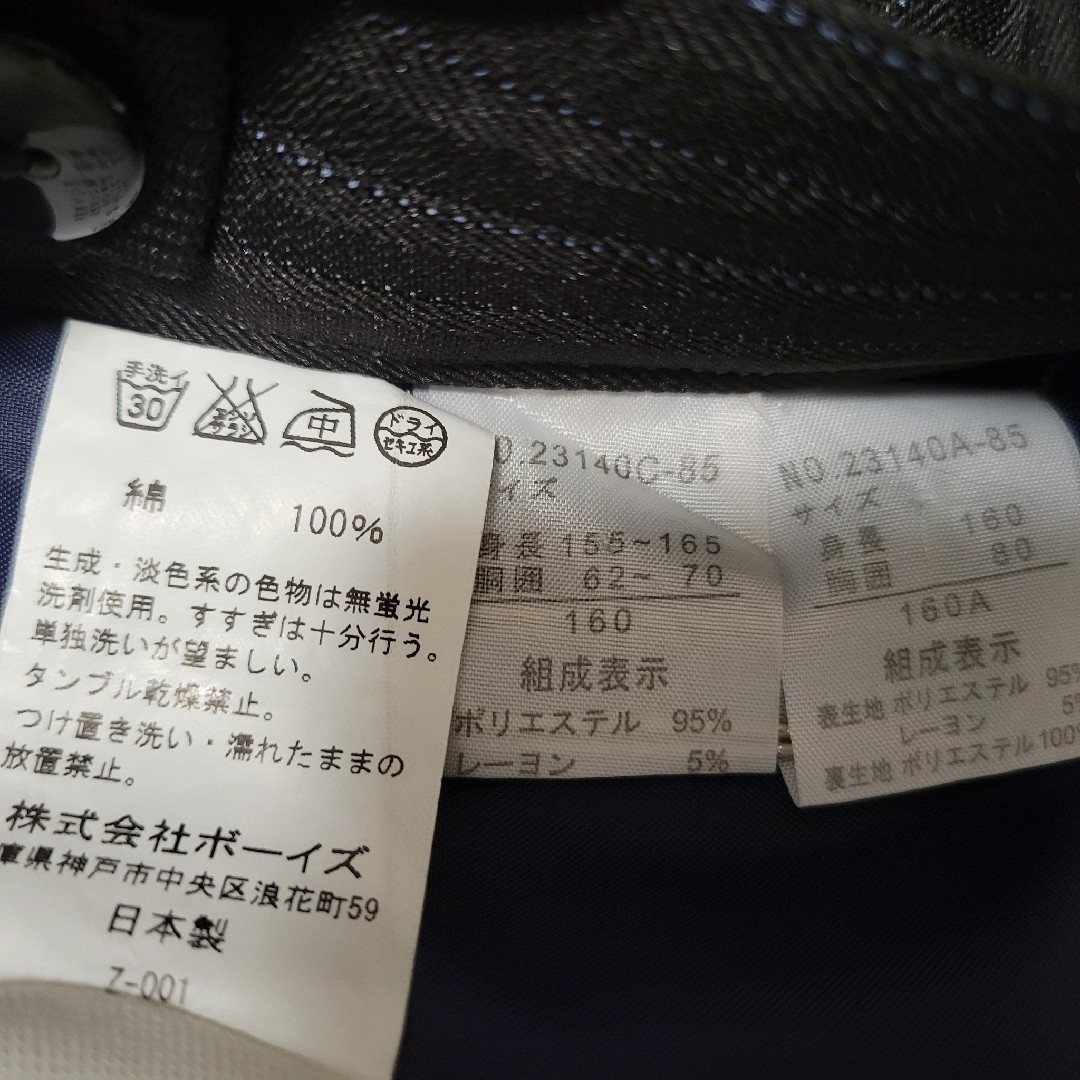 手洗イ
30
エンソ
サラシ
中
ドライ
セキユ系
綿 100%
生成・淡色系の色物は無蛍光
洗剤使用。すすぎは十分行う。
単独洗いが望ましい。
タンブル乾燥禁止。
つけ置き洗い・濡れたままの
放置禁止。
株式会社ボーイズ
庫県神戸市中央区浪花町59
日本製
Z-001
0.23140C-85
イズ
身長 155~165
胴囲 62~ 70
160
組成表示
ポリエステル 95%
レーヨン 5%
NO.23140A-85
サイズ
身長 160
胸囲 80
160A
組成表示
表生地 ポリエステル 95%
レーヨン 5%
裏生地 ポリエステル 100%